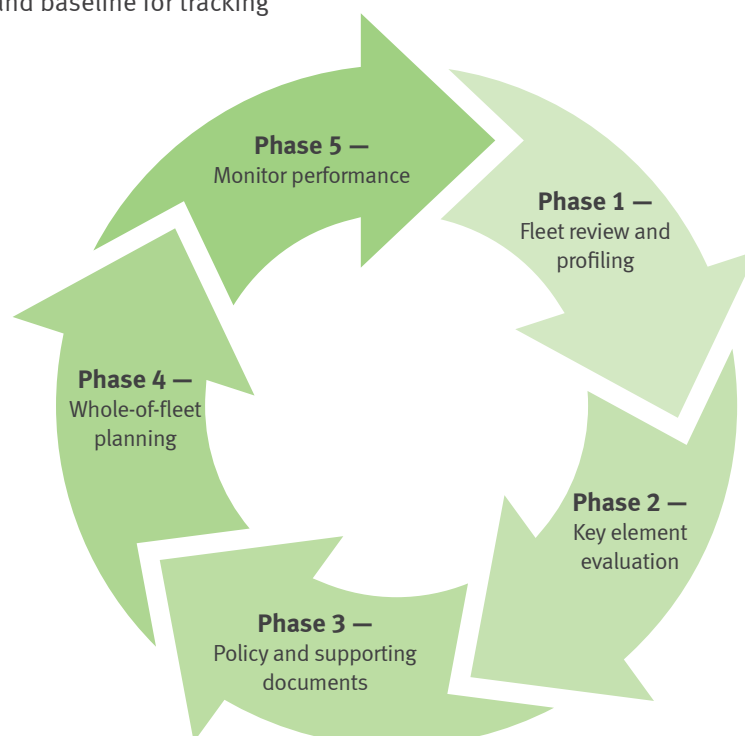 and baseline for tracking
Phase 5 —
Monitor performance
Phase 1 —
Fleet review and
profiling
Phase 2 —
Key element
evaluation
Phase 3 —
Policy and supporting
documents
Phase 4 —
Whole-of-fleet
planning